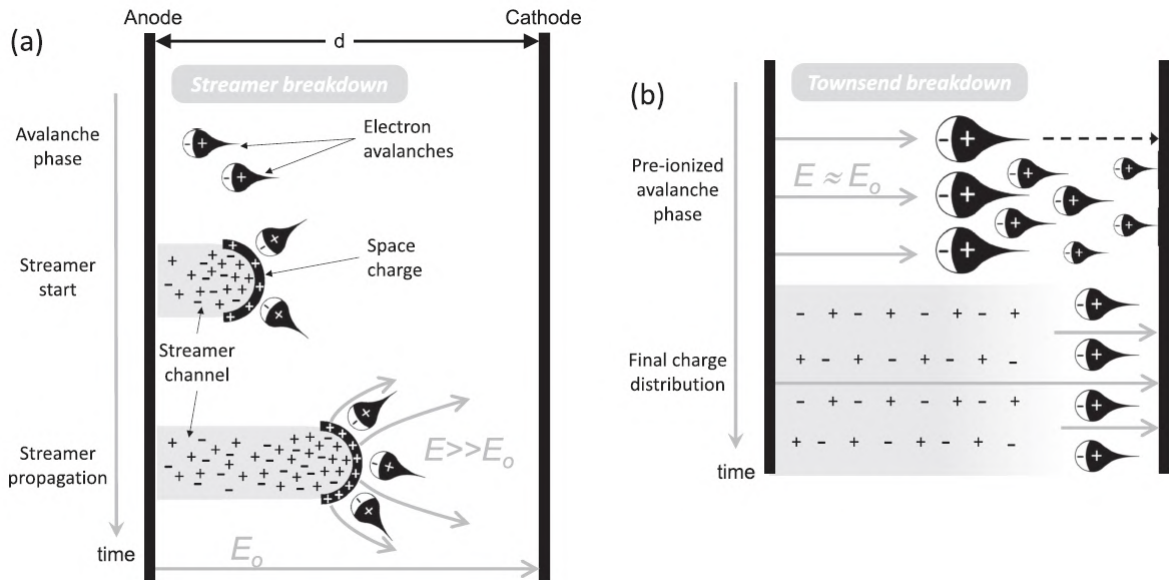 (a)
Anode
Cathode
d
Streamer breakdown
Avalanche
phase
Electron
avalanches
Streamer
start
Space
charge
Streamer
channel
Streamer
propagation
E>>Eo
time
Eo
(b)
Townsend breakdown
Pre-ionized
avalanche
phase
E ≈ Eo
Final charge
distribution
time